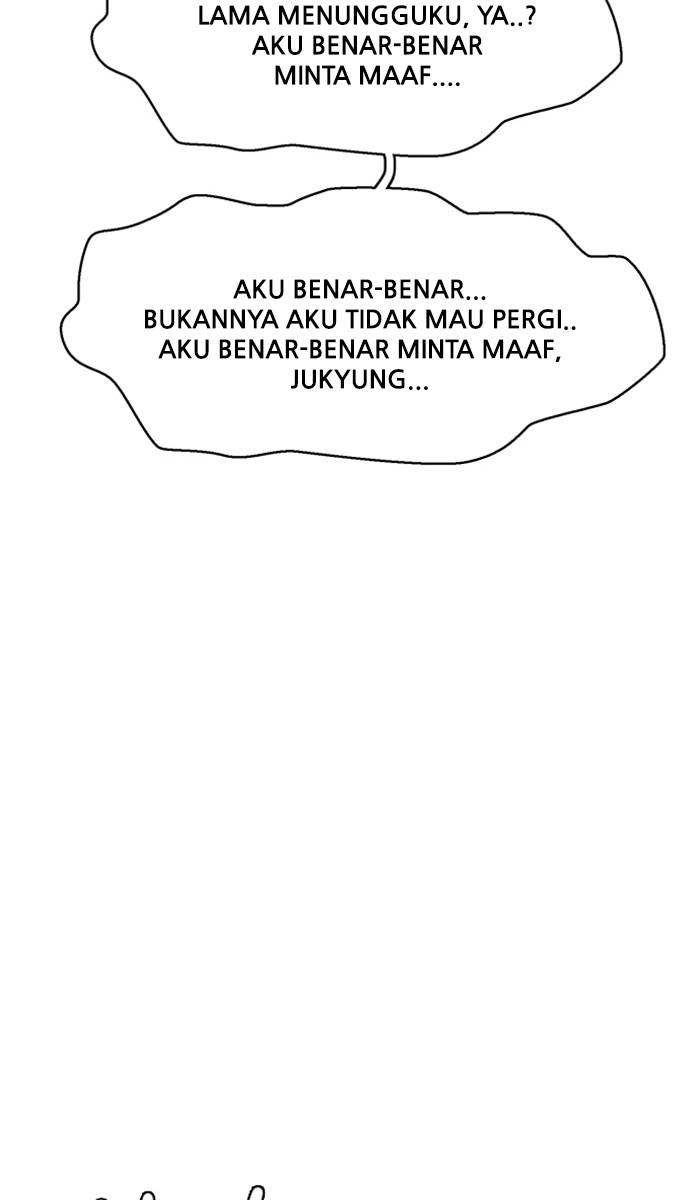 LAMA MENUNGGUKU, YA..?
AKU BENAR-BENAR
MINTA MAAF....
AKU BENAR-BENAR...
BUKANNYA AKU TIDAK MAU PERGI..
AKU BENAR-BENAR MINTA MAAF,
JUKYUNG...